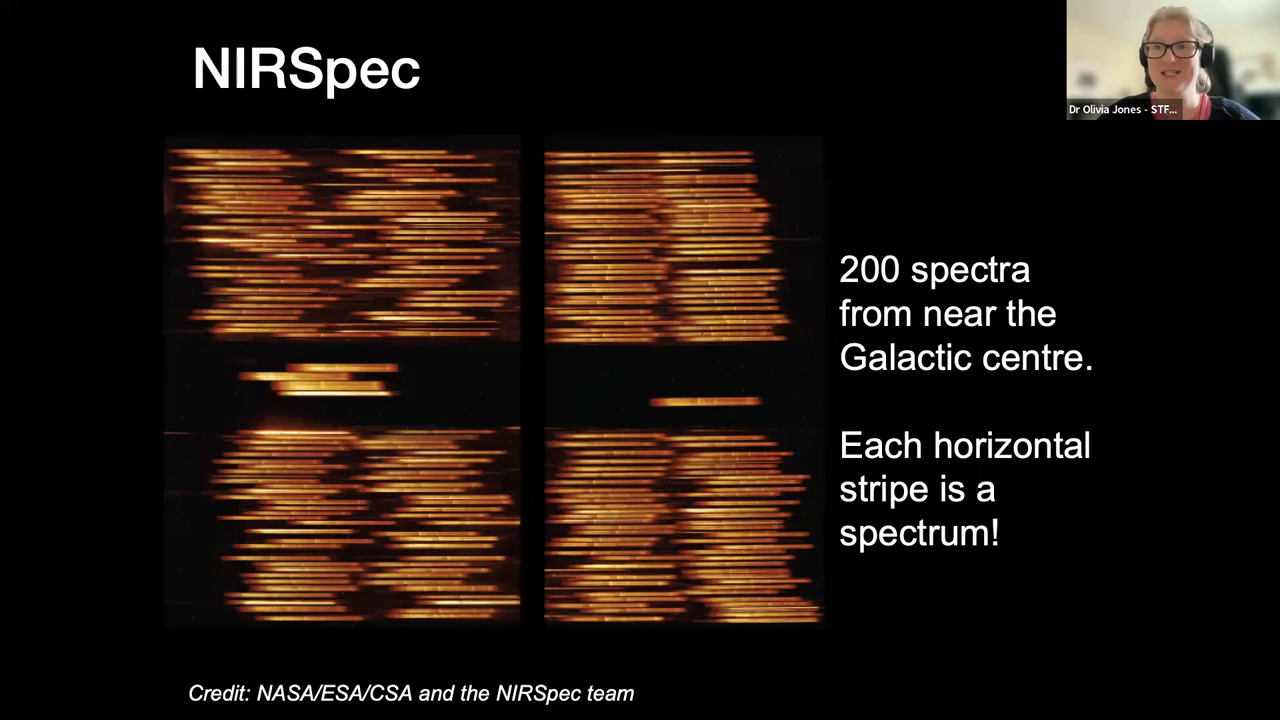 NIRSpec
Dr Olivia Jones - STF...
200 spectra
from near the
Galactic centre.
Each horizontal
stripe is a
spectrum!
Credit: NASA/ESA/CSA and the NIRSpec team